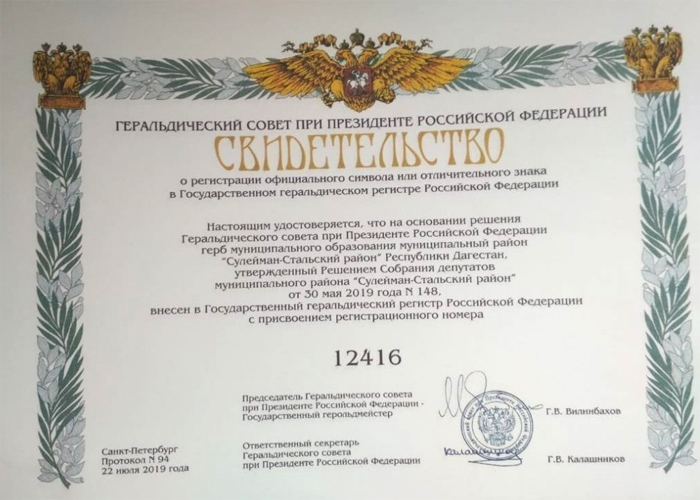 ГЕРАЛЬДИЧЕСКИЙ СОВЕТ ПРИ ПРЕЗИДЕНТЕ РОССИЙСКОЙ ФЕДЕРАЦИИ
СВИДЕТЕЛЬСТВО
о регистрации официального символа или отличительного знака
в Государственном геральдическом регистре Российской Федерации
Настоящим удостоверяется, что на основании решения
Геральдического совета при Президенте Российской Федерации
герб муниципального образования муниципальный район
"Сулейман-Стальский район" Республики Дагестан,
утвержденный Решением Собрания депутатов
муниципального района "Сулейман-Стальский район"
от 30 мая 2019 года N 148,
внесен в Государственный геральдический регистр Российской Федерации
с присвоением регистрационного номера
12416
Председатель Геральдического совета
при Президенте Российской Федерации -
Государственный герольдмейстер
Г.В. Вилинбахов
Санкт-Петербург
Протокол N 94
22 июля 2019 года
Ответственный секретарь
Геральдического совета
при Президенте Российской Федерации
Г.В. Калашников